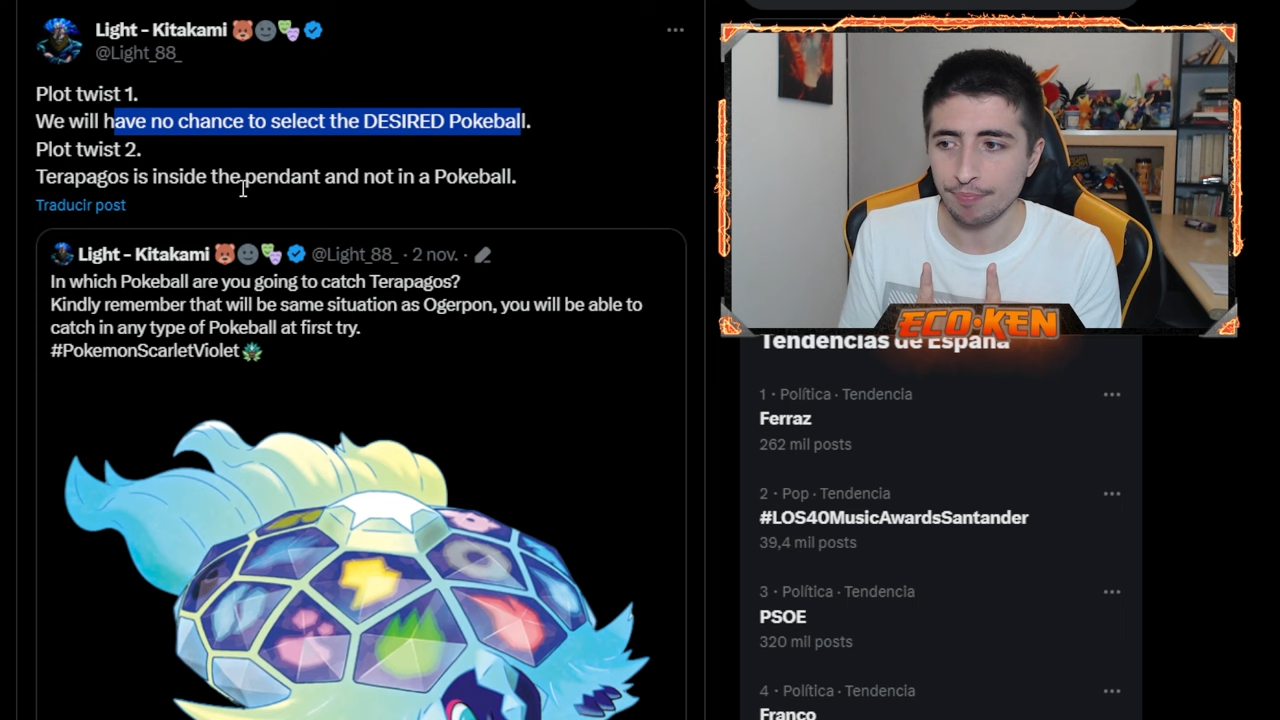 Light - Kitakami
@Light_88_
Plot twist 1.
We will have no chance to select the DESIRED Pokeball.
Plot twist 2.
Terapagos is inside the pendant and not in a Pokeball.
Traducir post
Light - Kitakami @Light_88_ · 2 nov. ·
In which Pokeball are you going to catch Terapagos?
Kindly remember that will be same situation as Ogerpon, you will be able to
catch in any type of Pokeball at first try.
#PokemonScarletViolet
ECO-KEN
Tendencias de España
1 · Política · Tendencia
Ferraz
262 mil posts
2 · Pop · Tendencia
#LOS40MusicAwardsSantander
39,4 mil posts
3 · Política · Tendencia
PSOE
320 mil posts
4 · Política · Tendencia
Franco